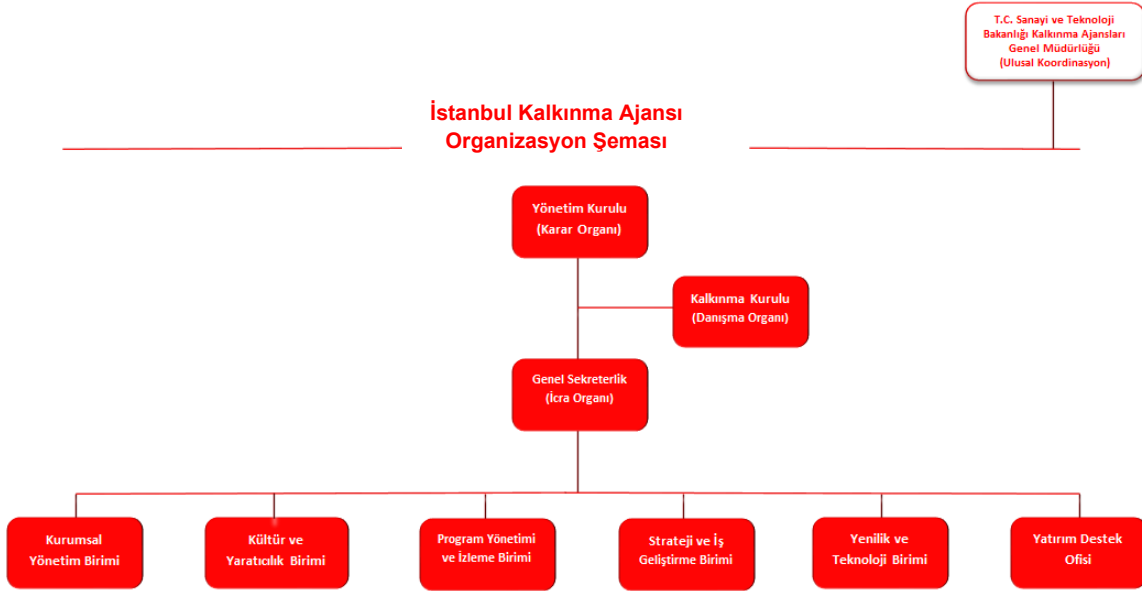 T.C. Sanayi ve Teknoloji
Bakanlığı Kalkınma Ajansları
Genel Müdürlüğü
(Ulusal Koordinasyon)
İstanbul Kalkınma Ajansı
Organizasyon Şeması
Yönetim Kurulu
(Karar Organı)
Kalkınma Kurulu
(Danışma Organı)
Genel Sekreterlik
(İcra Organı)
Kurumsal
Yönetim Birimi
Kültür ve
Yaratıcılık Birimi
Program Yönetimi
ve İzleme Birimi
Strateji ve İş
Geliştirme Birimi
Yenilik ve
Teknoloji Birimi
Yatırım Destek
Ofisi